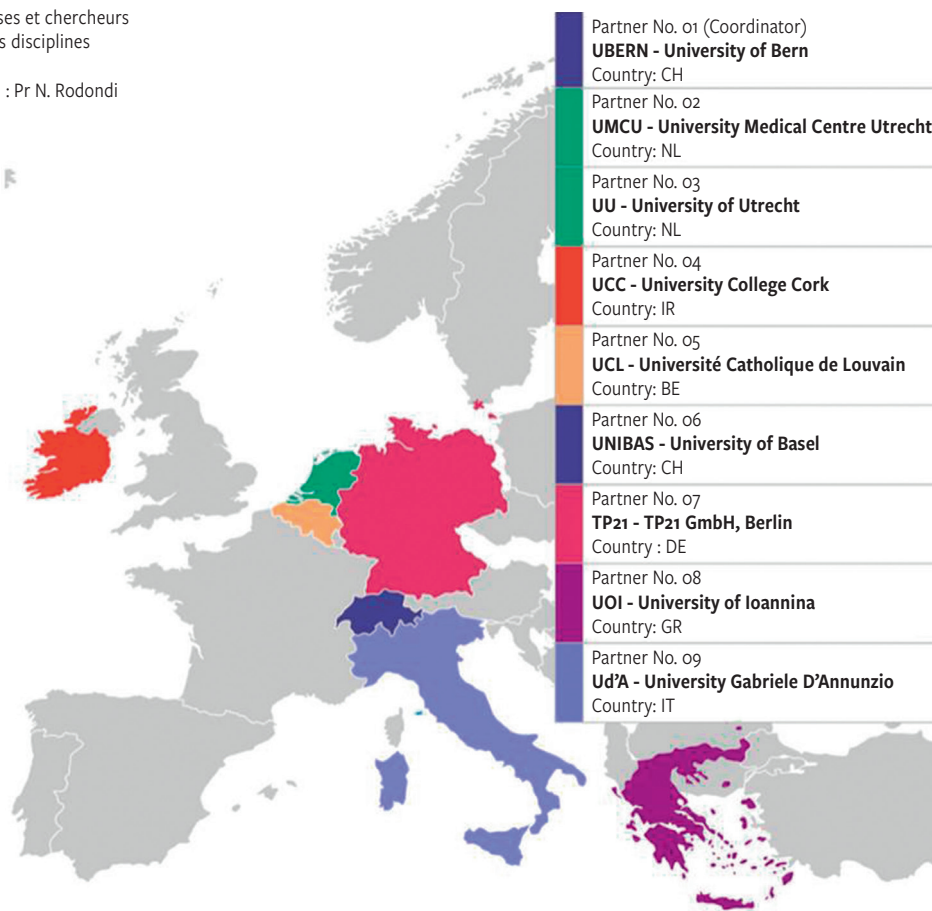 ses et chercheurs
s disciplines
: Pr N. Rodondi
Partner No. 01 (Coordinator)
UBERN - University of Bern
Country: CH
Partner No. 02
UMCU - University Medical Centre Utrecht
Country: NL
Partner No. 03
UU - University of Utrecht
Country: NL
Partner No. 04
UCC - University College Cork
Country: IR
Partner No. 05
UCL - Université Catholique de Louvain
Country: BE
Partner No. 06
UNIBAS - University of Basel
Country: CH
Partner No. 07
TP21 - TP21 GmbH, Berlin
Country : DE
Partner No. 08
UOI - University of Ioannina
Country: GR
Partner No. 09
Ud’A - University Gabriele D’Annunzio
Country: IT